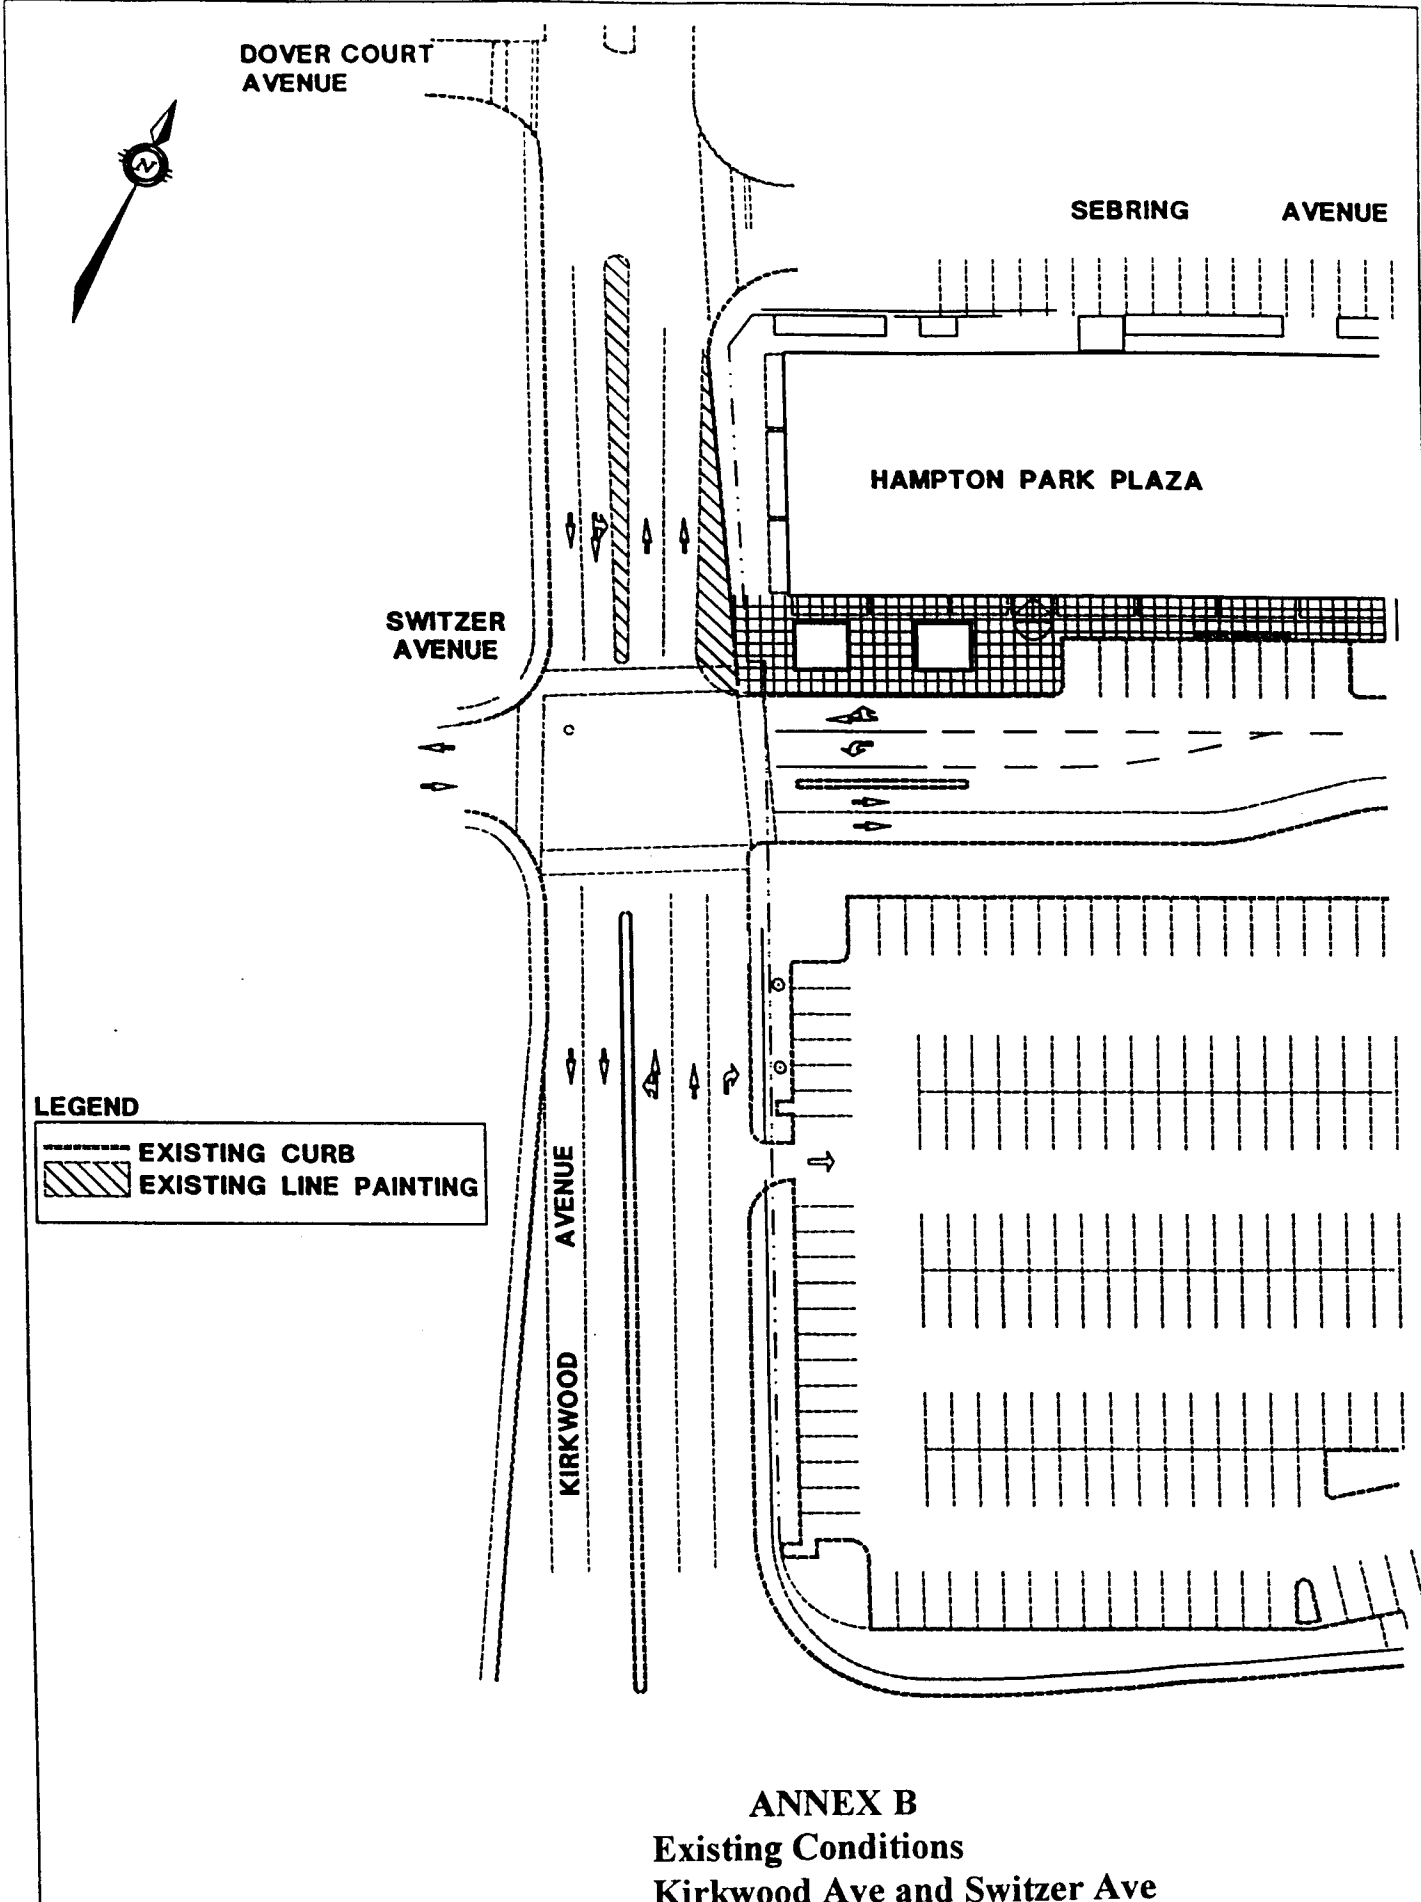 DOVER COURT
AVENUE
N
SEBRING AVENUE
HAMPTON PARK PLAZA
SWITZER
AVENUE
LEGEND
EXISTING CURB
EXISTING LINE PAINTING
KIRKWOOD AVENUE
ANNEX B
Existing Conditions
Kirkwood Ave and Switzer Ave